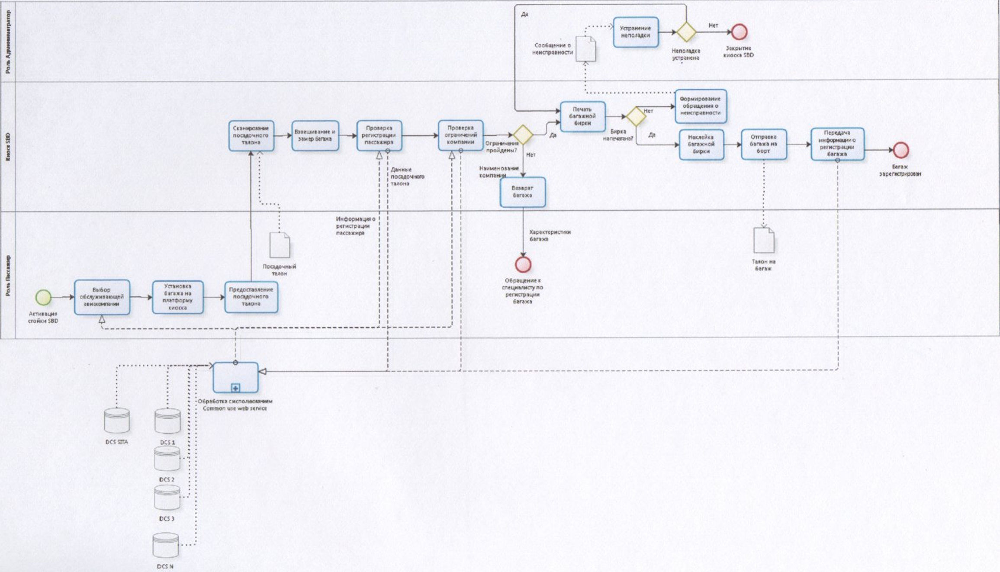 Роль Администратор
Да
Сообщение о
неисправности
Устранение
неполадки
Неполадка
устранена
Нет
Закрытие
киоска SBD
Киоск SBD
Сканирование
посадочного
талона
Взвешивание и
замер багажа
Проверка
регистрации
пассажира
Данные
посадочного
талона
Проверка
ограничений
компании
Ограничения
пройдены?
Да
Нет
Наименование
компании
Возврат
багажа
Печать
багажной
бирки
Бирка
напечатана?
Нет
Да
Формирование
обращения о
неисправности
Наклейка
багажной
бирки
Отправка
багажа на
борт
Передача
информации о
регистрации
багажа
Багаж
зарегистрирован
Роль Пассажир
Активация
стойки SBD
Выбор
обслуживающей
авиакомпании
Установка
багажа на
платформу
киоска
Предоставление
посадочного
талона
Посадочный
талон
Информация о
регистрации
пассажира
Характеристики
багажа
Обращение к
специалисту по
регистрации
багажа
Талон на
багаж
Обработка с использованием
Common use web service
DCS SITA
DCS 1
DCS 2
DCS 3
DCS N